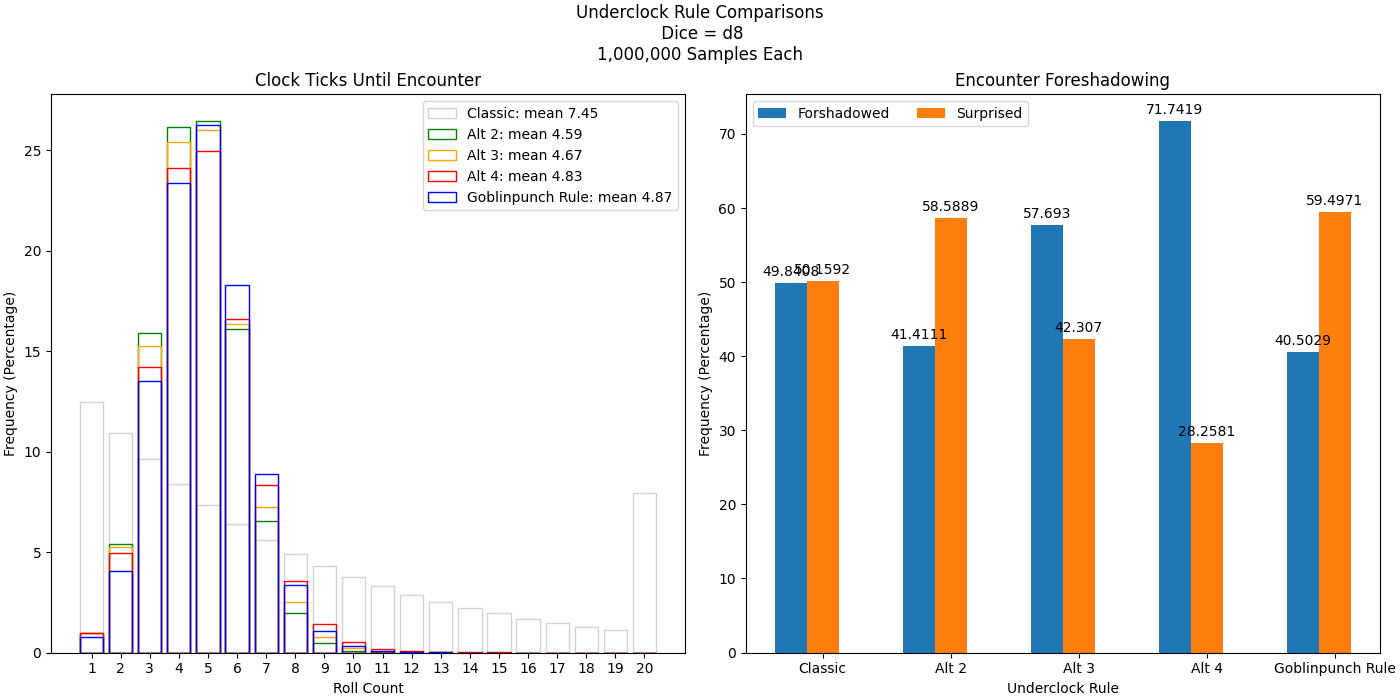 Underclock Rule Comparisons
Dice = d8
1,000,000 Samples Each
Clock Ticks Until Encounter
Classic: mean 7.45
Alt 2: mean 4.59
Alt 3: mean 4.67
Alt 4: mean 4.83
Goblinpunch Rule: mean 4.87
Frequency (Percentage)
25
20
15
10
5
0
1 2 3 4 5 6 7 8 9 10 11 12 13 14 15 16 17 18 19 20
Roll Count
Encounter Foreshadowing
Forshadowed Surprised
Frequency (Percentage)
70
60
50
40
30
20
10
0
49.8408 50.1592
41.4111 58.5889
57.693 42.307
71.7419 28.2581
40.5029 59.4971
Classic Alt 2 Alt 3 Alt 4 Goblinpunch Rule
Underclock Rule